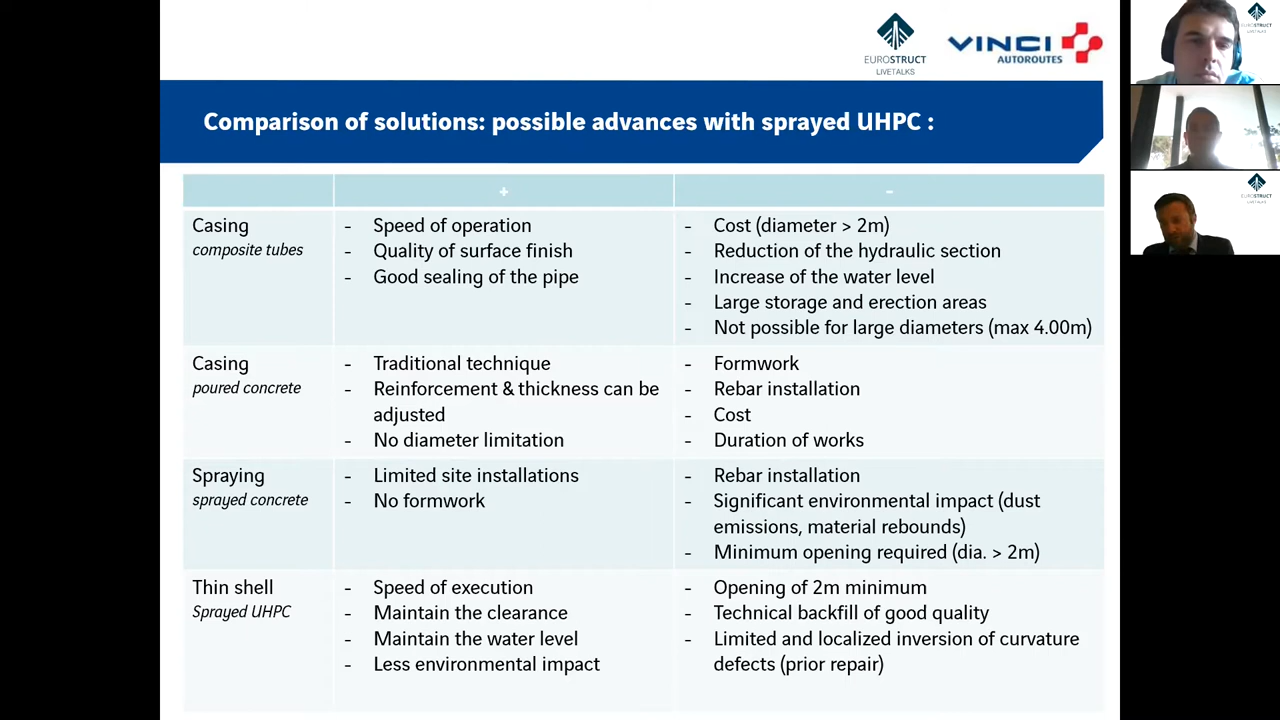 EUROSTRUCT
LIVETALKS
VINCI
AUTOROUTES
Comparison of solutions: possible advances with sprayed UHPC :
+
-
Casing
composite tubes
- Speed of operation
- Quality of surface finish
- Good sealing of the pipe
- Cost (diameter > 2m)
- Reduction of the hydraulic section
- Increase of the water level
- Large storage and erection areas
- Not possible for large diameters (max 4.00m)
Casing
poured concrete
- Traditional technique
- Reinforcement & thickness can be
adjusted
- No diameter limitation
- Formwork
- Rebar installation
- Cost
- Duration of works
Spraying
sprayed concrete
- Limited site installations
- No formwork
- Rebar installation
- Significant environmental impact (dust
emissions, material rebounds)
- Minimum opening required (dia. > 2m)
Thin shell
Sprayed UHPC
- Speed of execution
- Maintain the clearance
- Maintain the water level
- Less environmental impact
- Opening of 2m minimum
- Technical backfill of good quality
- Limited and localized inversion of curvature
defects (prior repair)
EUROSTRUCT
LIVETALKS
EUROSTRUCT
LIVETALKS